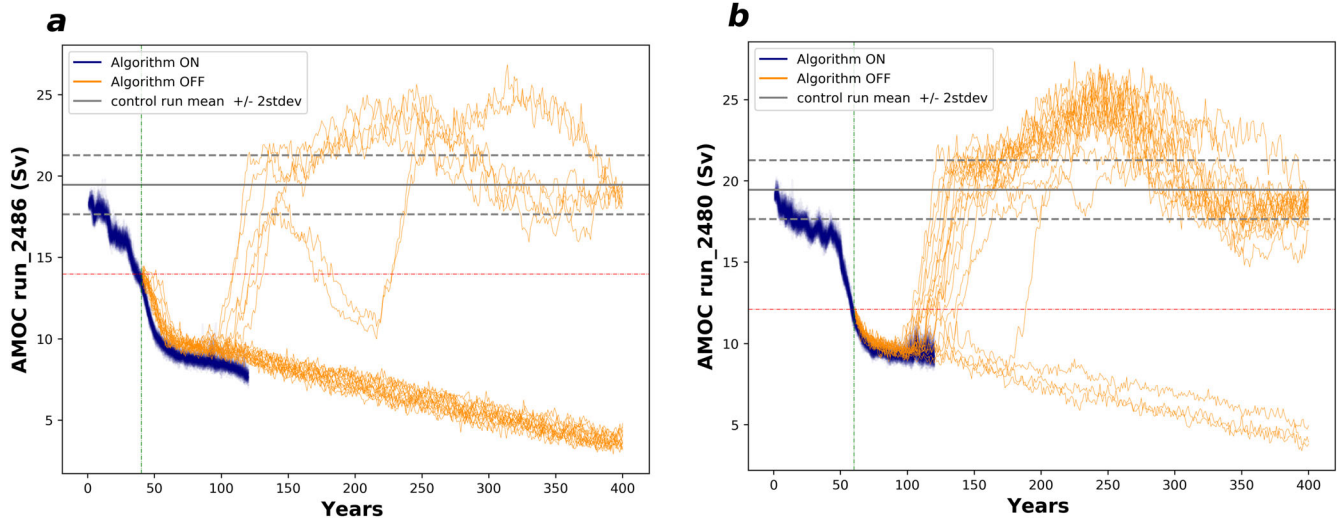 a
AMOC run_2486 (Sv)
Algorithm ON
Algorithm OFF
control run mean +/- 2stdev
25
20
15
10
5
0 50 100 150 200 250 300 350 400
Years
b
AMOC run_2480 (Sv)
Algorithm ON
Algorithm OFF
control run mean +/- 2stdev
25
20
15
10
5
0 50 100 150 200 250 300 350 400
Years